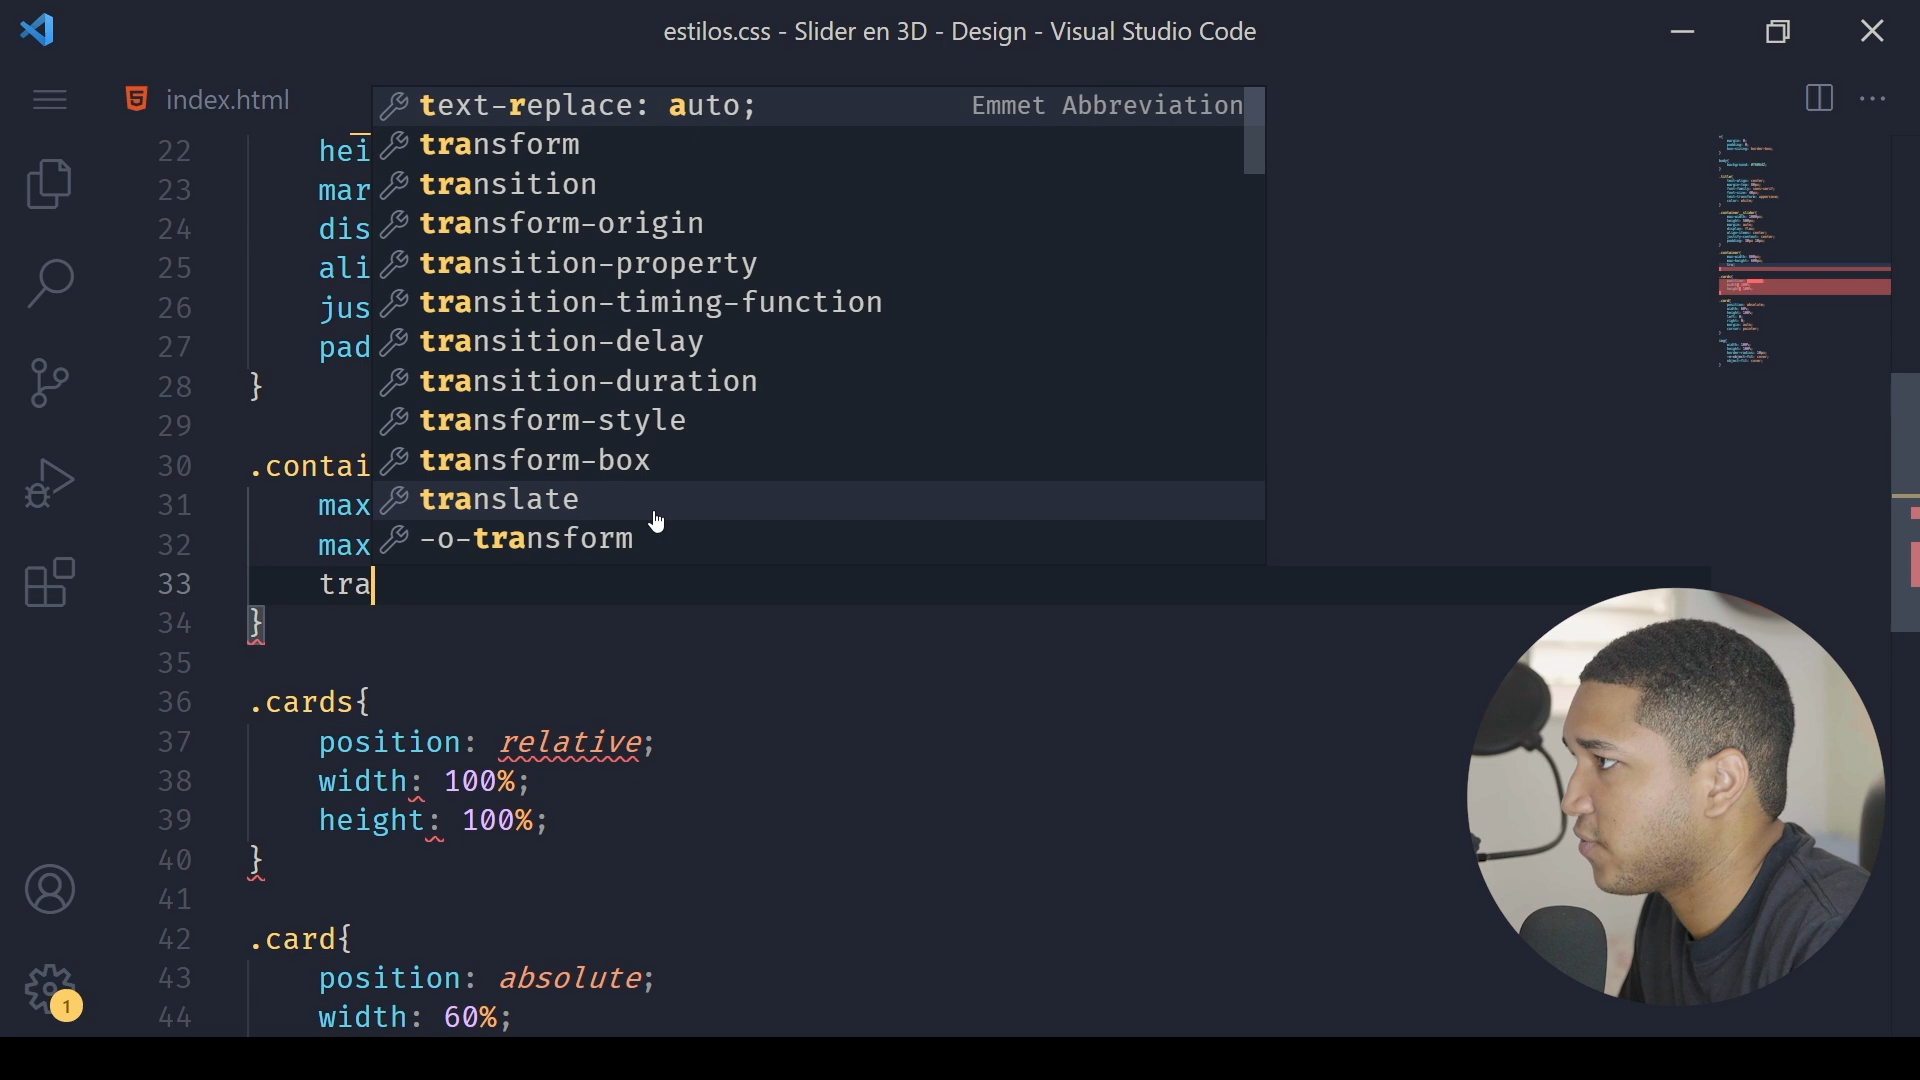 estilos.css - Slider en 3D - Design - Visual Studio Code
index.html
text-replace: auto; Emmet Abbreviation
transform
transition
transform-origin
transition-property
transition-timing-function
transition-delay
transition-duration
transform-style
transform-box
translate
-o-transform
22 hei
23 mar
24 dis
25 ali
26 jus
27 pad
28 }
29
30 .contai
31 max
32 max
33 tra
34 }
35
36 .cards{
37 position: relative;
38 width: 100%;
39 height: 100%;
40 }
41
42 .card{
43 position: absolute;
44 width: 60%;
1